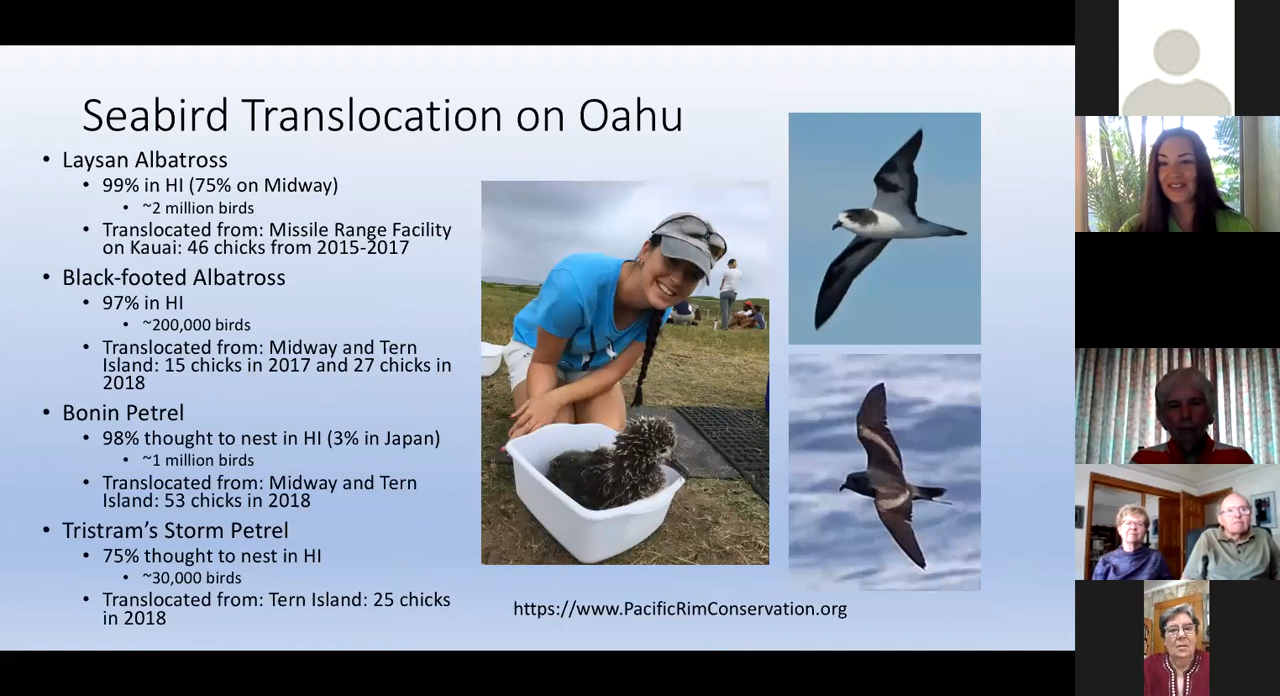 Seabird Translocation on Oahu
• Laysan Albatross
• 99% in HI (75% on Midway)
• ~2 million birds
• Translocated from: Missile Range Facility
on Kauai: 46 chicks from 2015-2017
• Black-footed Albatross
• 97% in HI
• ~200,000 birds
• Translocated from: Midway and Tern
Island: 15 chicks in 2017 and 27 chicks in
2018
• Bonin Petrel
• 98% thought to nest in HI (3% in Japan)
• ~1 million birds
• Translocated from: Midway and Tern
Island: 53 chicks in 2018
• Tristram's Storm Petrel
• 75% thought to nest in HI
• ~30,000 birds
• Translocated from: Tern Island: 25 chicks
in 2018
https://www.PacificRimConservation.org